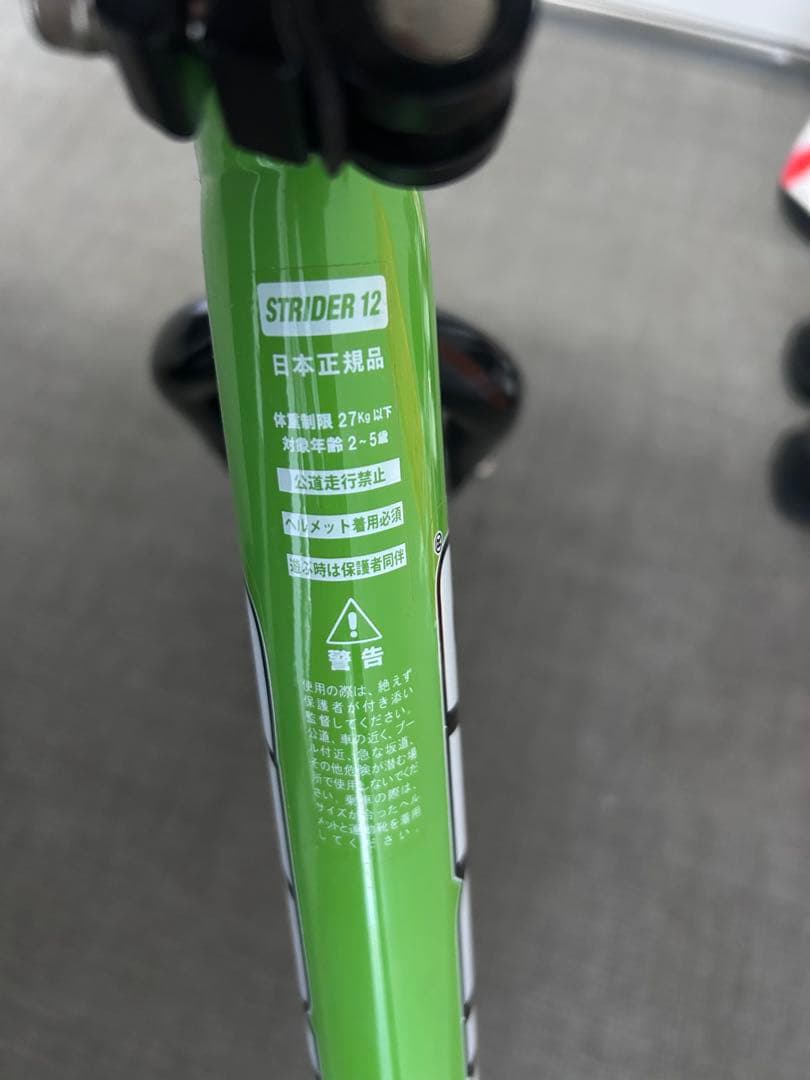 STRIDER 12
日本正規品
体重制限 27Kg以下
対象年齢 2~5歳
公道走行禁止
ヘルメット着用必須
遊ぶ時は保護者同伴
警告
使用の際は、絶えず
保護者が付き添い
監督してください。
公道、車の近く、プー
ル付近、急な坂道、
その他危険が潜む場
所で使用しないでくだ
さい。乗車の際は、
サイズが合ったヘル
メットと運動靴を着用
してください。